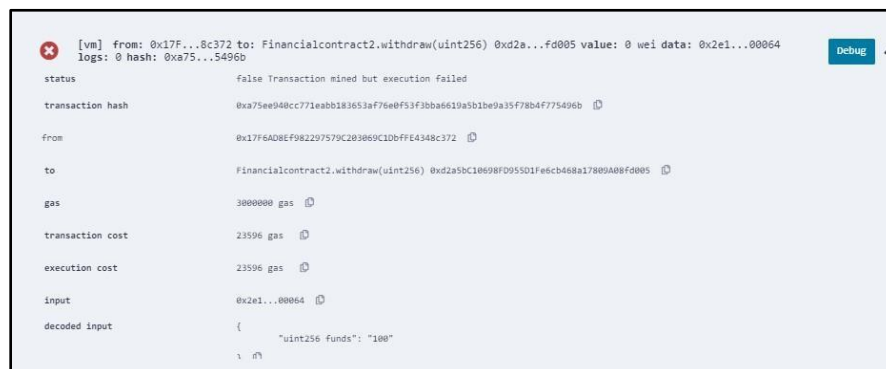 [vm] from: 0x17F...8c372 to: Financialcontract2.withdraw(uint256) 0xd2a...fd005 value: 0 wei data: 0x2e1...00064
logs: 0 hash: 0xa75...5496b
Debug
status false Transaction mined but execution failed
transaction hash 0xa75ee940cc771eabb183653af76e0f53f3bba6619a5b1be9a35f78b4f775496b
from 0x17F6AD8Ef982297579C203069C1DbfFE4348c372
to Financialcontract2.withdraw(uint256) 0xd2a5bC10698FD955D1Fe6cb468a17809A08fd005
gas 3000000 gas
transaction cost 23596 gas
execution cost 23596 gas
input 0x2e1...00064
decoded input {
"uint256 funds": "100"
}